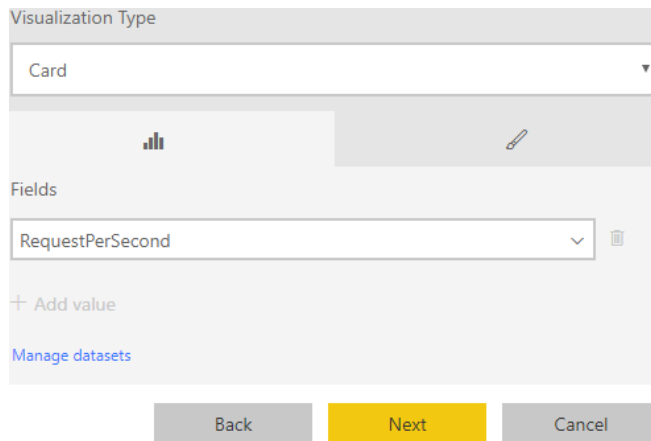 Visualization Type
Card
Fields
RequestPerSecond
+ Add value
Manage datasets
Back Next Cancel